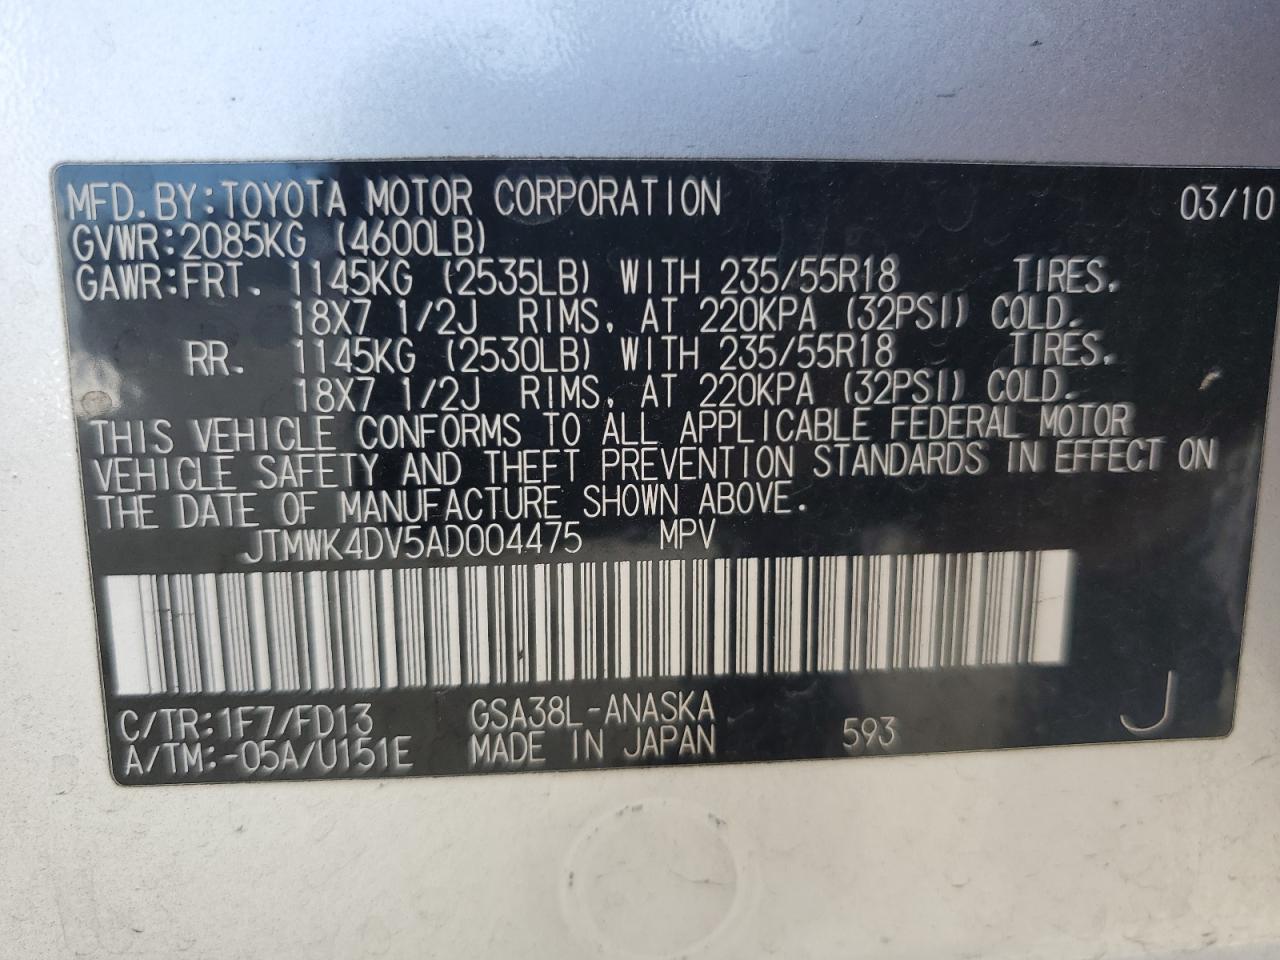 MFD. BY: TOYOTA MOTOR CORPORATION 03/10
GVWR: 2085KG (4600LB)
GAWR: FRT. 1145KG (2535LB) WITH 235/55R18 TIRES.
18X7 1/2J RIMS, AT 220KPA (32PSI) COLD.
RR. 1145KG (2530LB) WITH 235/55R18 TIRES.
18X7 1/2J RIMS, AT 220KPA (32PSI) COLD.
THIS VEHICLE CONFORMS TO ALL APPLICABLE FEDERAL MOTOR
VEHICLE SAFETY AND THEFT PREVENTION STANDARDS IN EFFECT ON
THE DATE OF MANUFACTURE SHOWN ABOVE.
JTMWK4DV5AD004475 MPV
C/TR: 1F7/FD13 GSA38L-ANASKA 593 J
A/TM: -05A/U151E MADE IN JAPAN